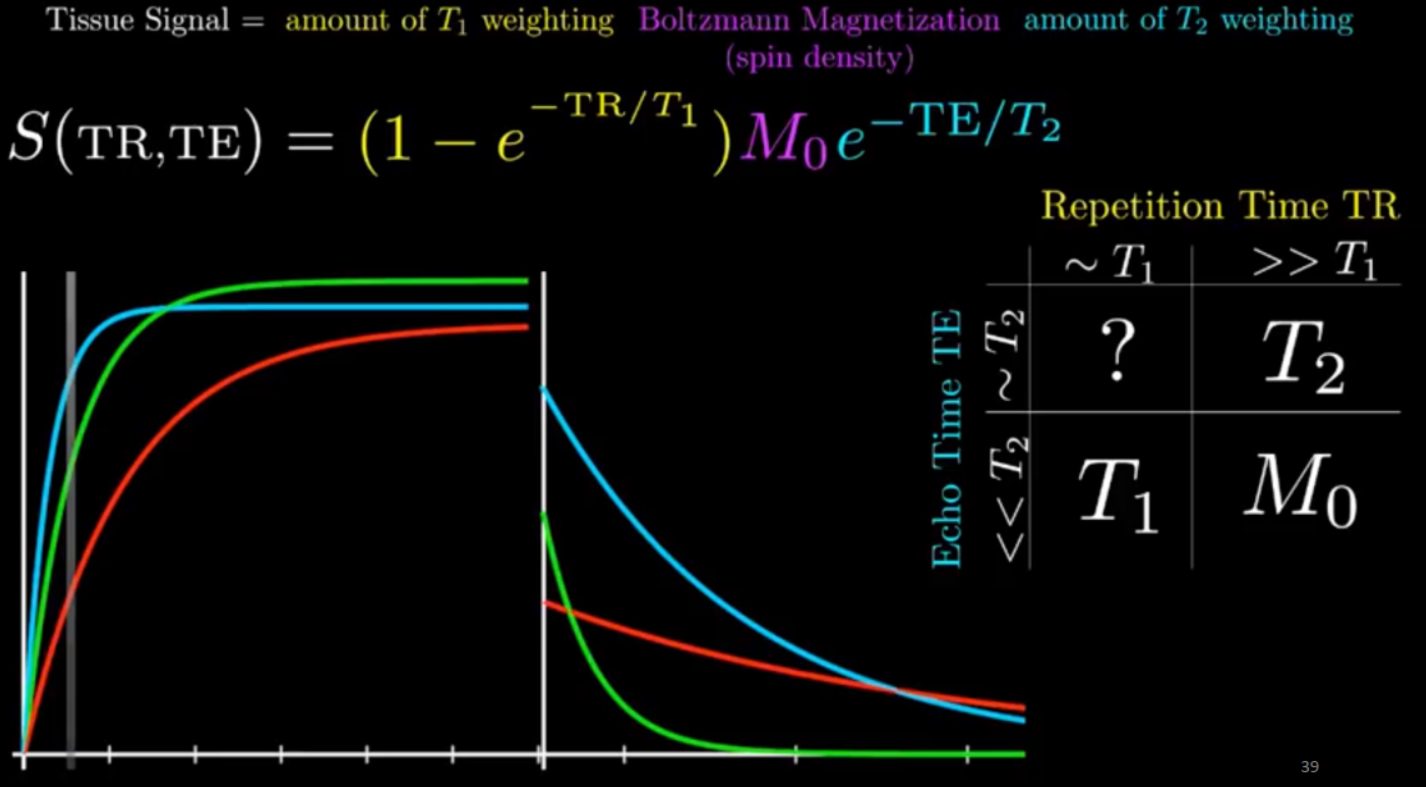 Tissue Signal = amount of T₁ weighting Boltzmann Magnetization amount of T₂ weighting
(spin density)
S(TR,TE) = (1 − e^{−TR/T₁})M₀e^{−TE/T₂}
Repetition Time TR
∼ T₁ >> T₁
Echo Time TE
∼ T₂ ? T₂
<< T₂ T₁ M₀
39